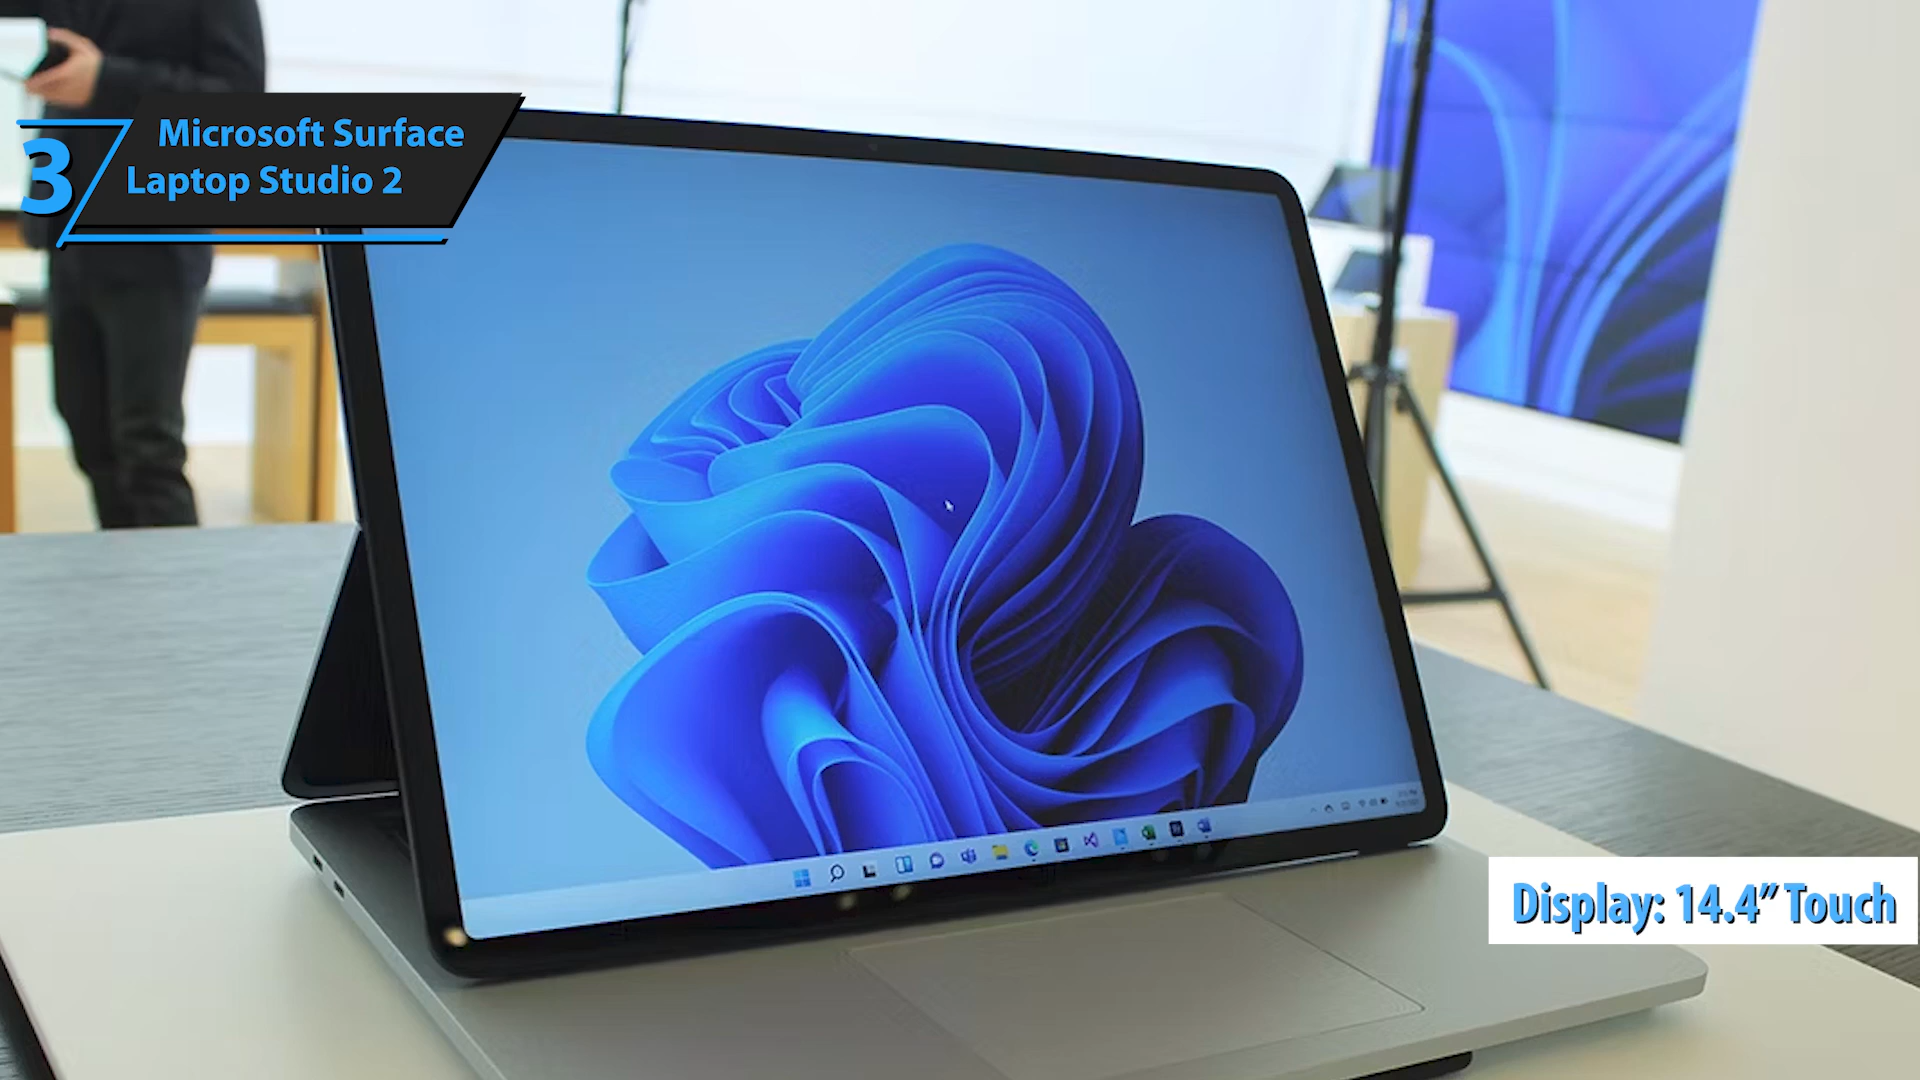 3
Microsoft Surface
Laptop Studio 2
Display: 14.4” Touch